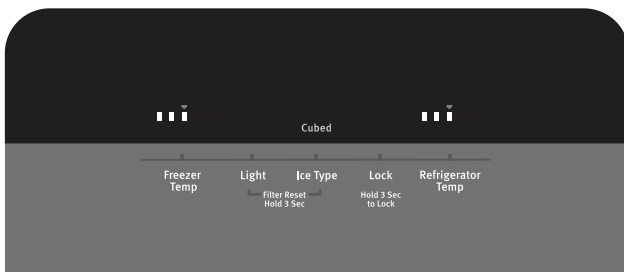 Cubed
Freezer Temp
Light
Ice Type
Lock
Refrigerator Temp
Filter Reset
Hold 3 Sec
Hold 3 Sec
to Lock